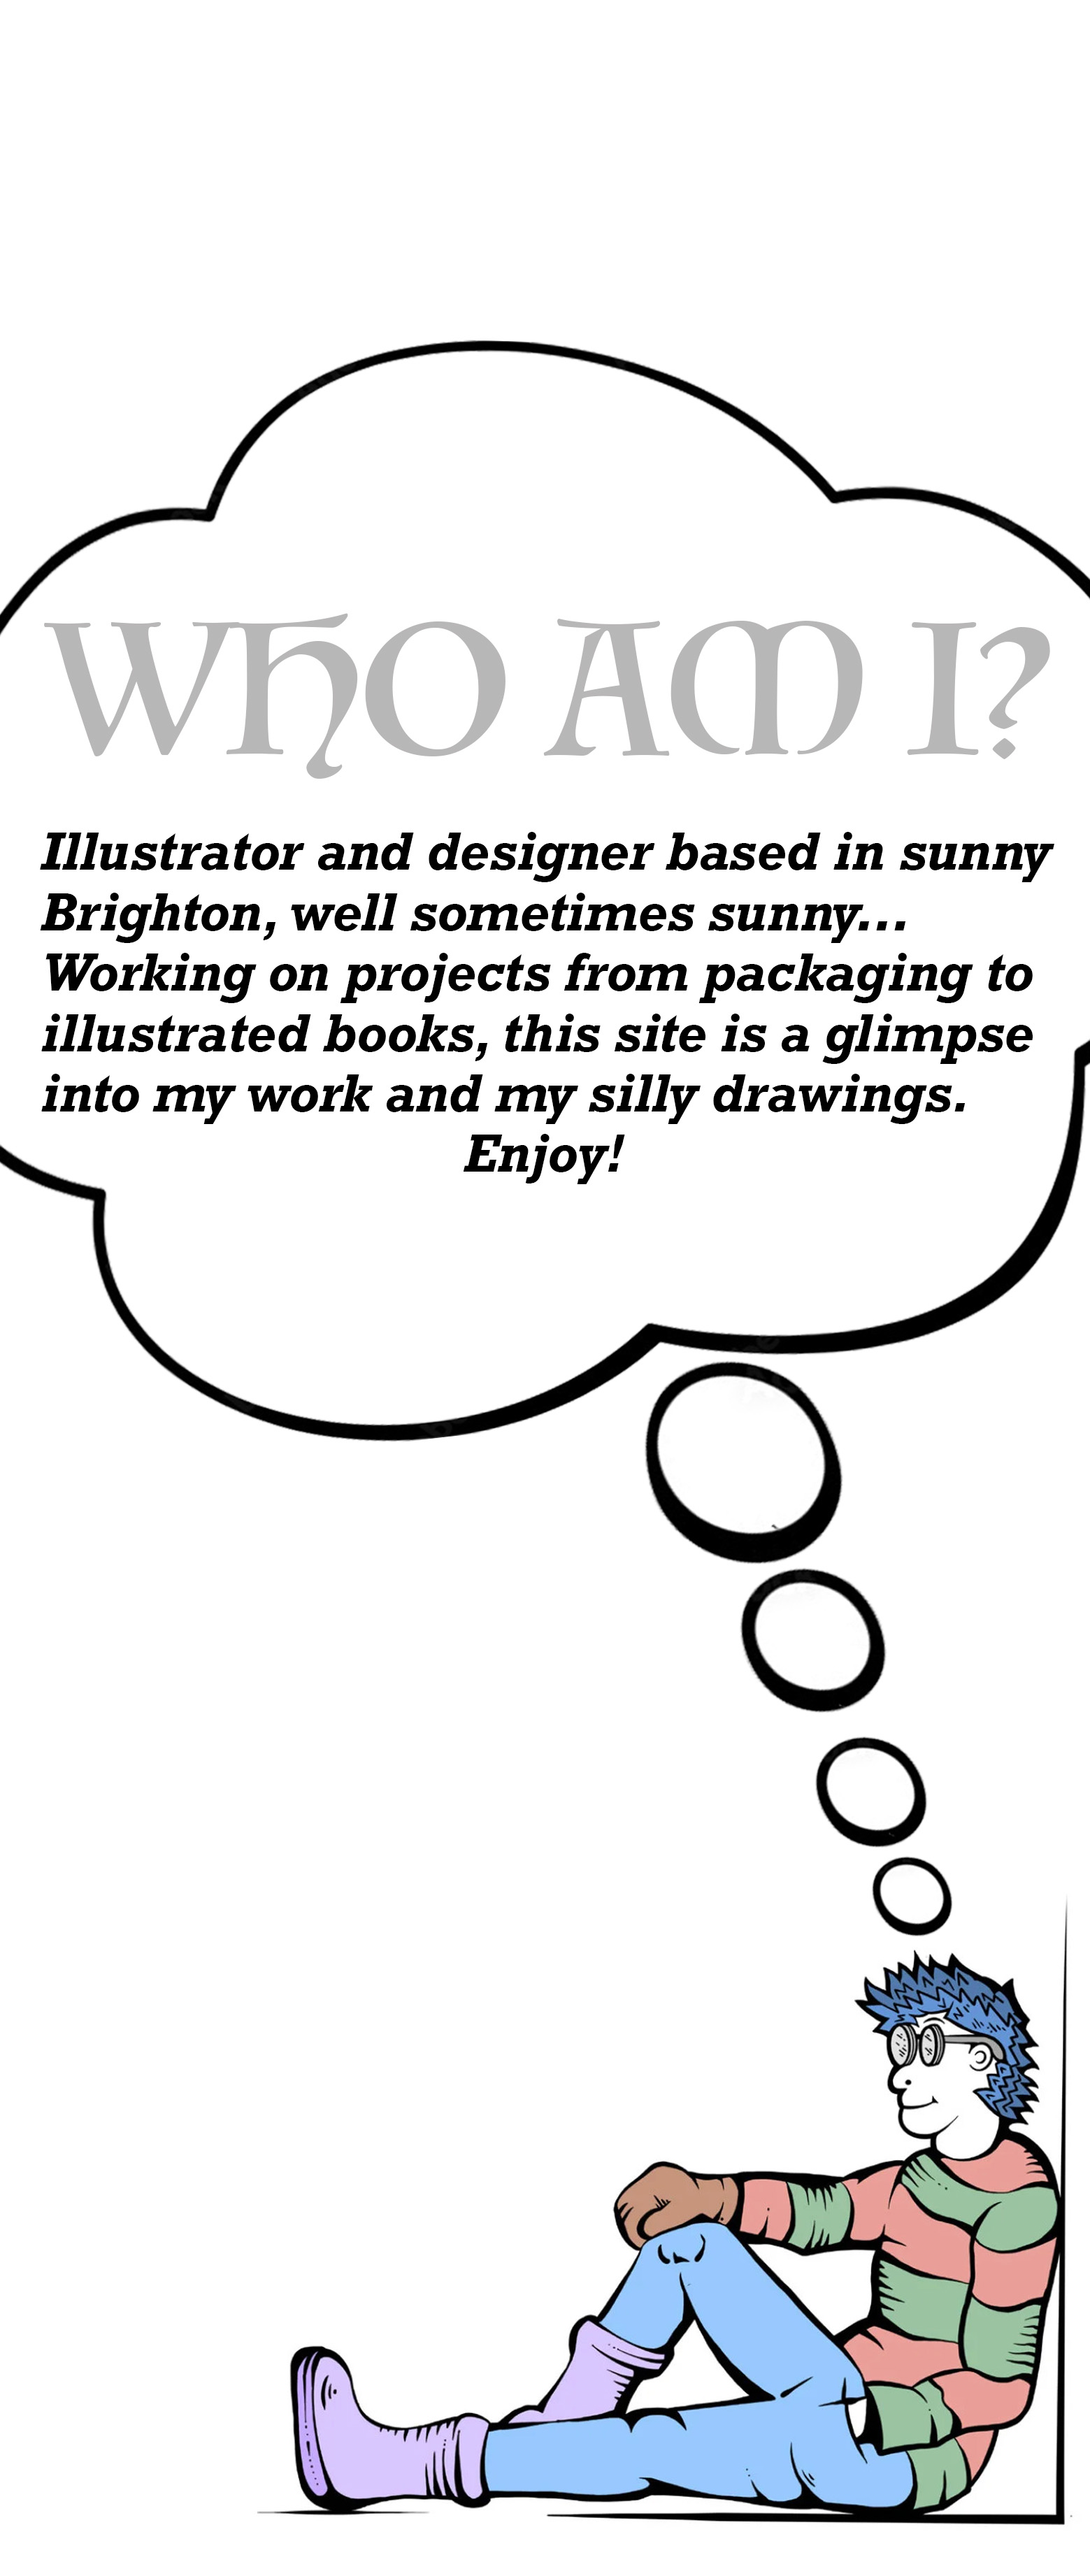 WHO AM I?
Illustrator and designer based in sunny
Brighton, well sometimes sunny...
Working on projects from packaging to
illustrated books, this site is a glimpse
into my work and my silly drawings.
Enjoy!